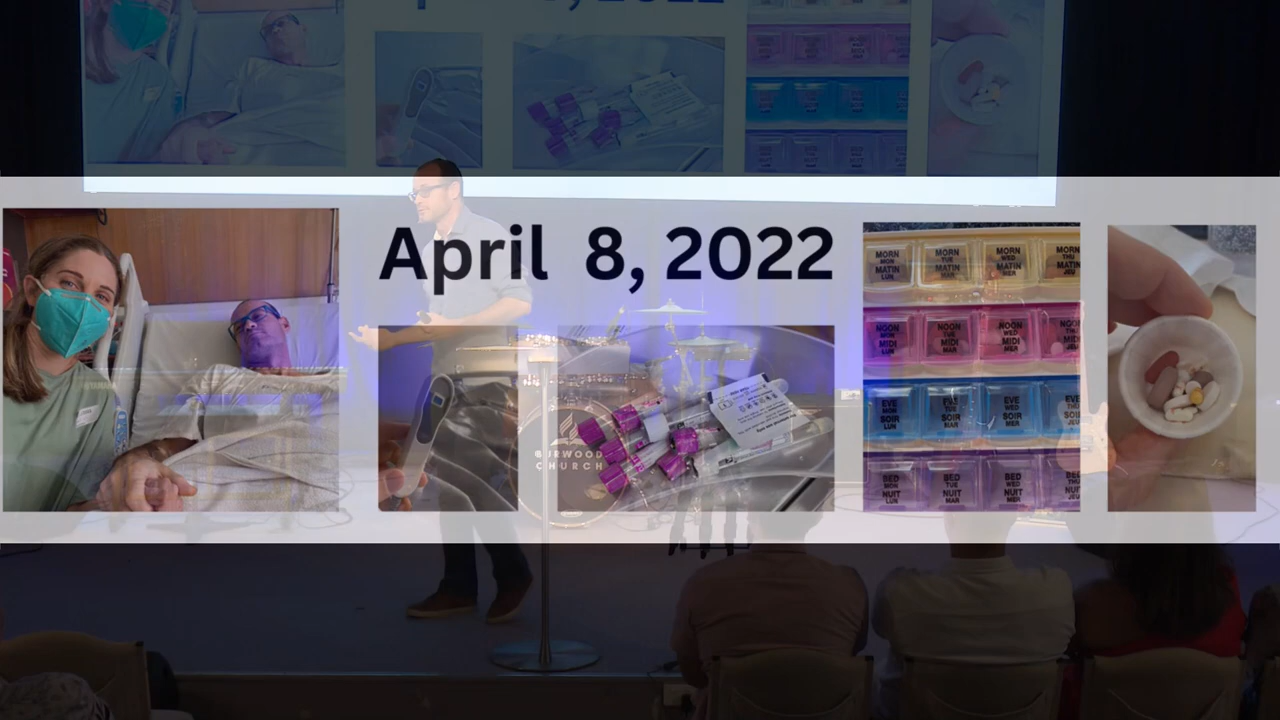 April 8, 2022
MORN
MON
MATIN
LUN
MORN
TUE
MATIN
MAR
MORN
WED
MATIN
MER
MORN
THU
MATIN
JEU
NOON
MON
MIDI
LUN
NOON
TUE
MIDI
MAR
NOON
WED
MIDI
MER
NOON
THU
MIDI
JEU
EVE
MON
SOIR
LUN
EVE
TUE
SOIR
MAR
EVE
WED
SOIR
MER
EVE
THU
SOIR
JEU
BED
MON
NUIT
LUN
BED
TUE
NUIT
MAR
BED
WED
NUIT
MER
BED
THU
NUIT
JEU
BURWOOD
CHURCH
YAMAHA